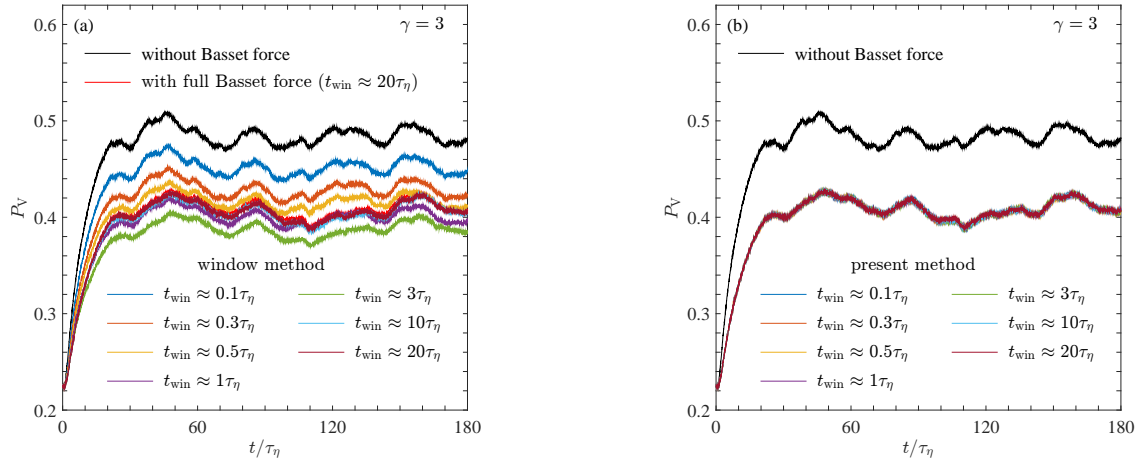 (a)
γ = 3
without Basset force
with full Basset force (t_win ≈ 20τ_η)
window method
t_win ≈ 0.1τ_η
t_win ≈ 3τ_η
t_win ≈ 0.3τ_η
t_win ≈ 10τ_η
t_win ≈ 0.5τ_η
t_win ≈ 20τ_η
t_win ≈ 1τ_η
0.6
0.5
0.4
0.3
0.2
P_V
0
60
120
180
t/τ_η
(b)
γ = 3
without Basset force
present method
t_win ≈ 0.1τ_η
t_win ≈ 3τ_η
t_win ≈ 0.3τ_η
t_win ≈ 10τ_η
t_win ≈ 0.5τ_η
t_win ≈ 20τ_η
t_win ≈ 1τ_η
0.6
0.5
0.4
0.3
0.2
P_V
0
60
120
180
t/τ_η